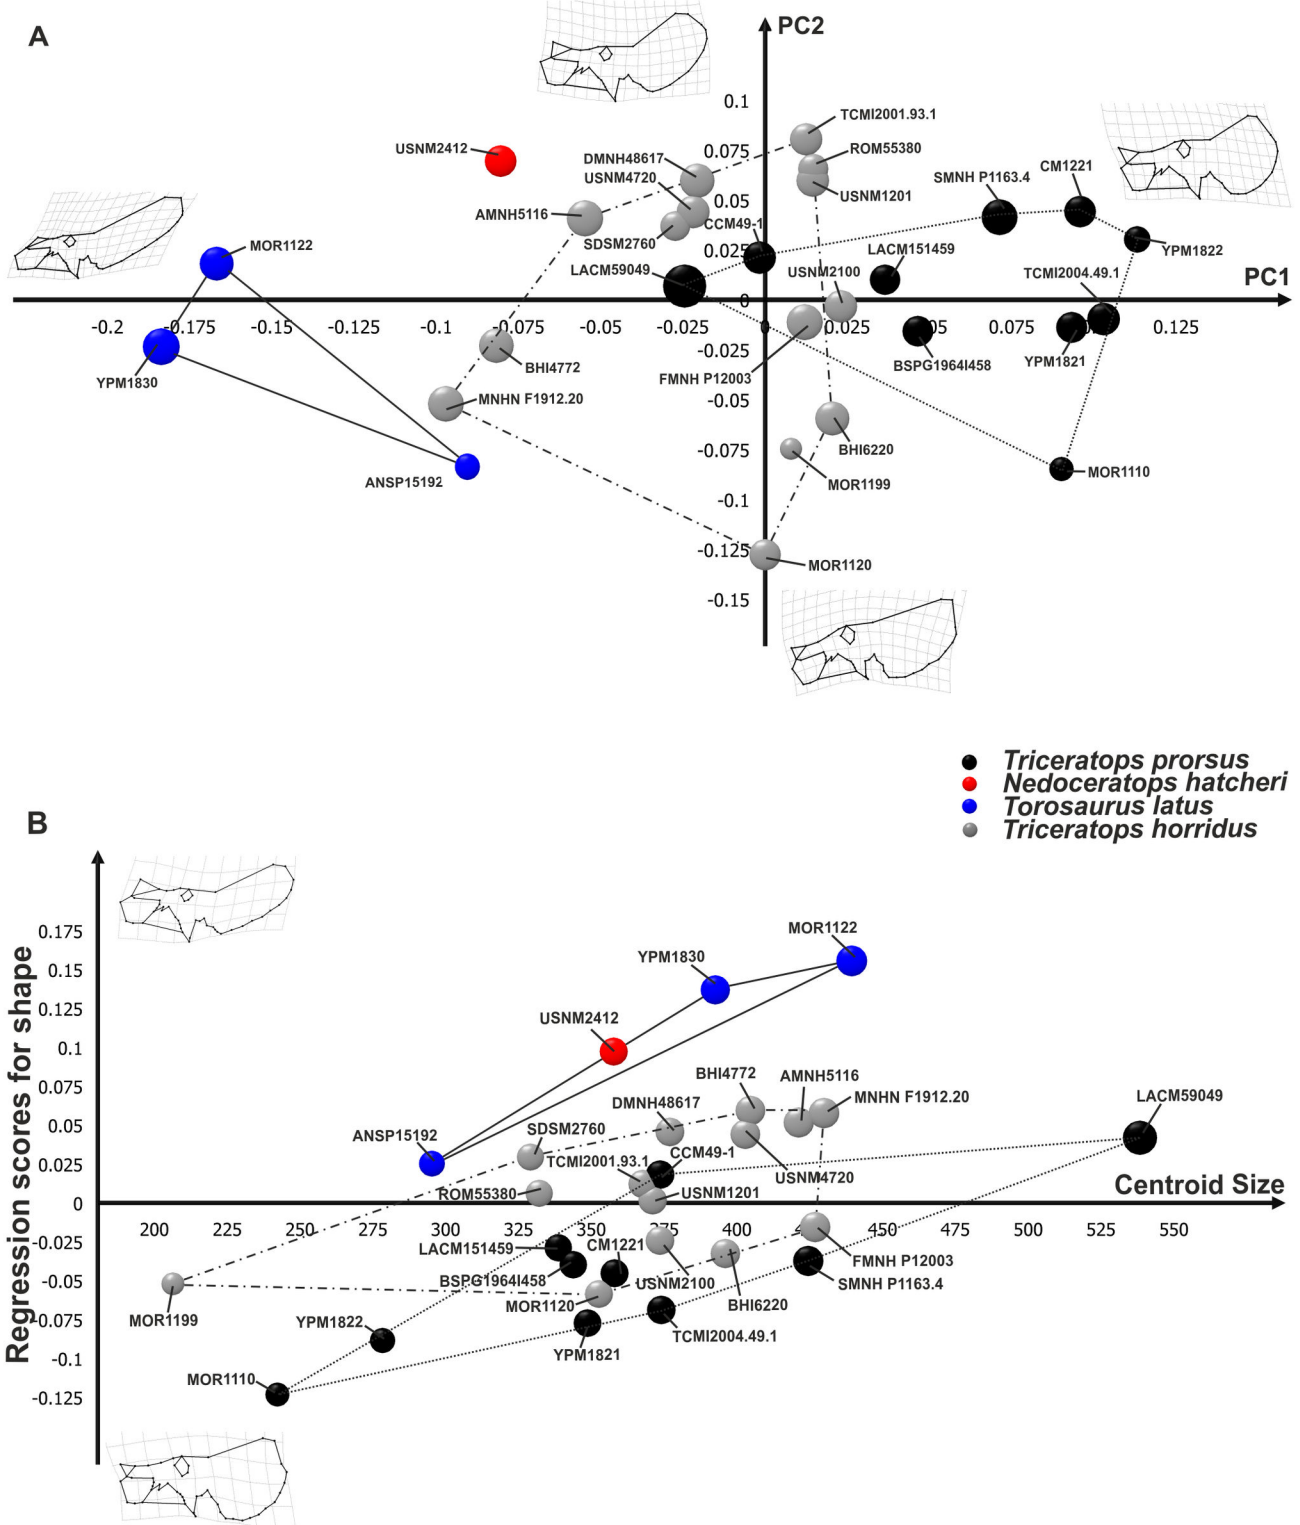 A
PC2
0.1
TCMI2001.93.1
USNM2412
DMNH48617
0.075
ROM55380
USNM4720
SMNH P1163.4
CM1221
0.05
USNM1201
AMNH5116
CCM49-1
MOR1122
SDSM2760
0.025
LACM151459
YPM1822
LACM59049
USNM2100
TCMI2004.49.1
PC1
0
-0.2 -0.175 -0.15 -0.125 -0.1 -0.075 -0.05 -0.025 0 0.025 0.05 0.075 0.1 0.125
-0.025
YPM1830
BHI4772
FMNH P12003
BSPG1964I458
YPM1821
MNHN F1912.20
-0.05
BHI6220
-0.075
MOR1110
ANSP15192
MOR1199
-0.1
-0.125
MOR1120
-0.15
Triceratops prorsus
Nedoceratops hatcheri
Torosaurus latus
Triceratops horridus
B
Regression scores for shape
0.175
MOR1122
0.15
YPM1830
0.125
USNM2412
0.1
0.075
BHI4772
AMNH5116
DMNH48617
MNHN F1912.20
LACM59049
0.05
ANSP15192
SDSM2760
CCM49-1
0.025
TCMI2001.93.1
USNM4720
ROM55380
USNM1201
Centroid Size
0
200 225 250 275 300 325 350 375 400 450 475 500 525 550
-0.025
LACM151459
CM1221
FMNH P12003
-0.05
BSPG1964I458
USNM2100
SMNH P1163.4
MOR1120
BHI6220
MOR1199
-0.075
YPM1822
TCMI2004.49.1
YPM1821
-0.1
MOR1110
-0.125